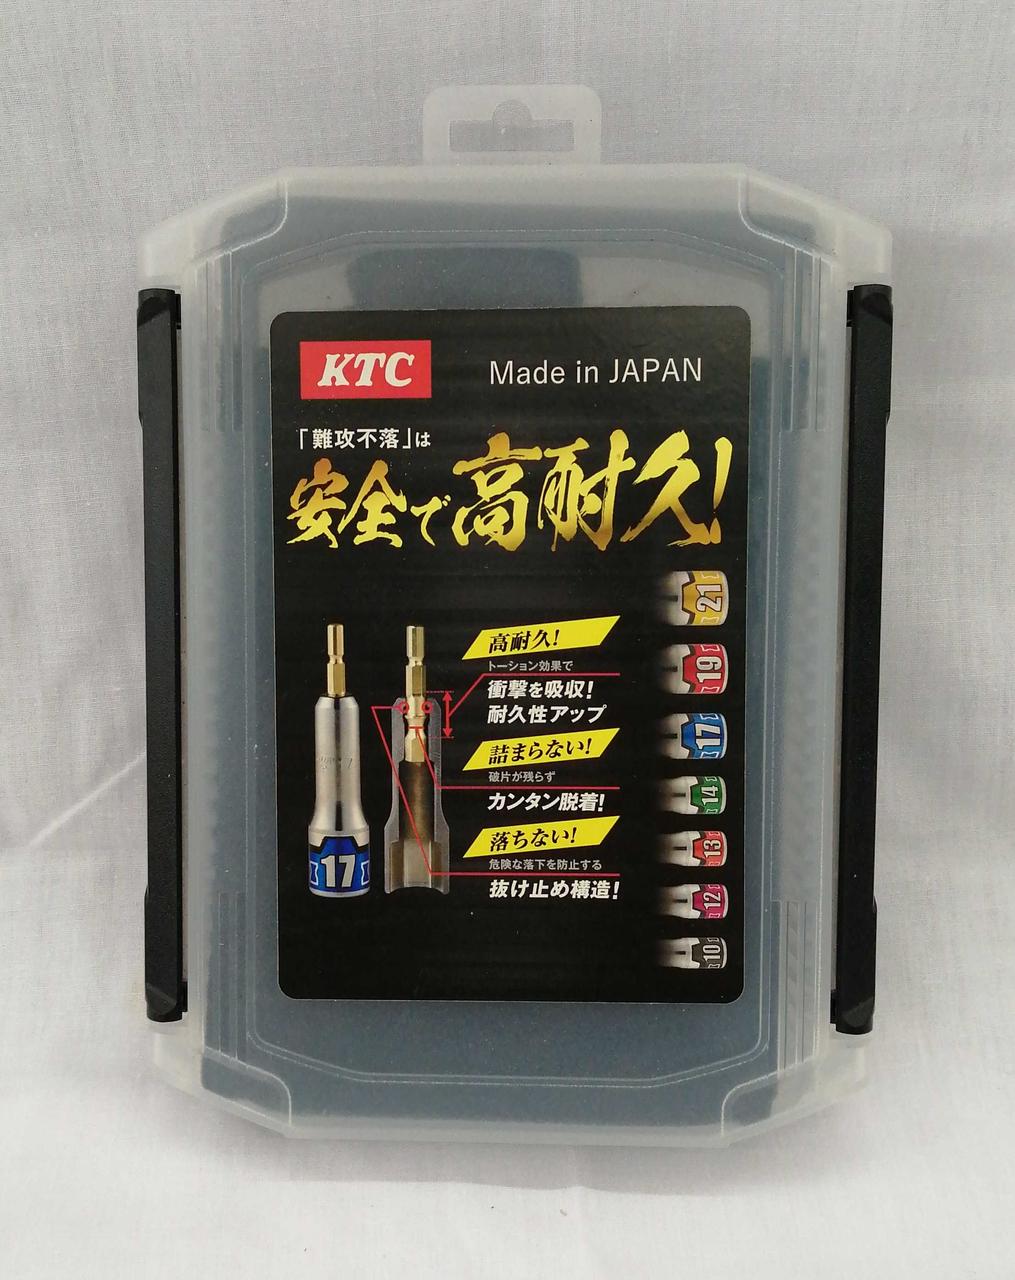 KTC
Made in JAPAN
「難攻不落」は
安全で高耐久!
高耐久!
トーション効果で
衝撃を吸収!
耐久性アップ
詰まらない!
破片が残らず
カンタン脱着!
落ちない!
危険な落下を防止する
抜け止め構造!
17
21
19
17
14
13
12
10